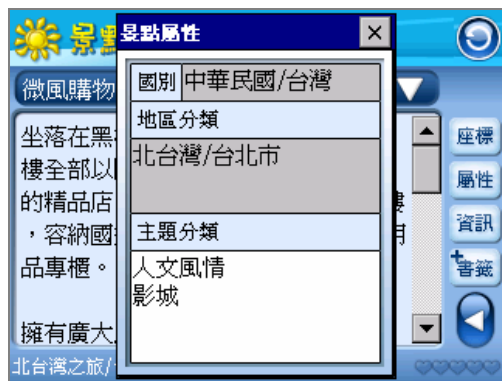 景點
景點屬性
微風購物
國別 中華民國/台灣
地區分類
坐落在黑
北台灣/台北市
樓全部以
的精品店
主題分類
，容納國
品專櫃。
人文風情
影城
擁有廣大
北台灣之旅/
座標
屬性
資訊
書籤